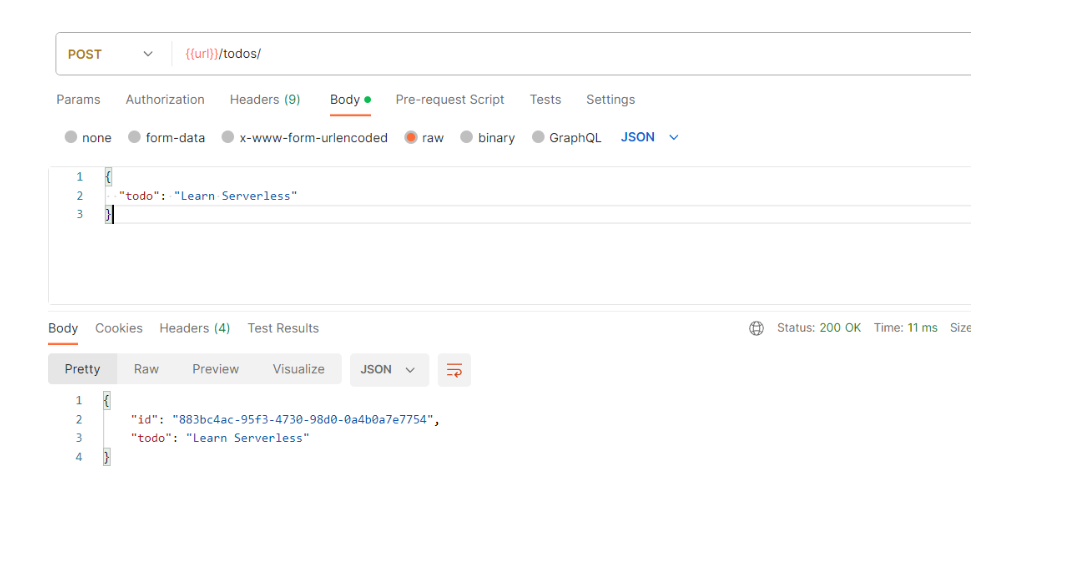 POST {{url}}/todos/
Params Authorization Headers (9) Body Pre-request Script Tests Settings
none form-data x-www-form-urlencoded raw binary GraphQL JSON
1 {
2 "todo": "Learn Serverless"
3 }
Body Cookies Headers (4) Test Results Status: 200 OK Time: 11 ms Size
Pretty Raw Preview Visualize JSON
1 {
2 "id": "883bc4ac-95f3-4730-98d0-0a4b0a7e7754",
3 "todo": "Learn Serverless"
4 }